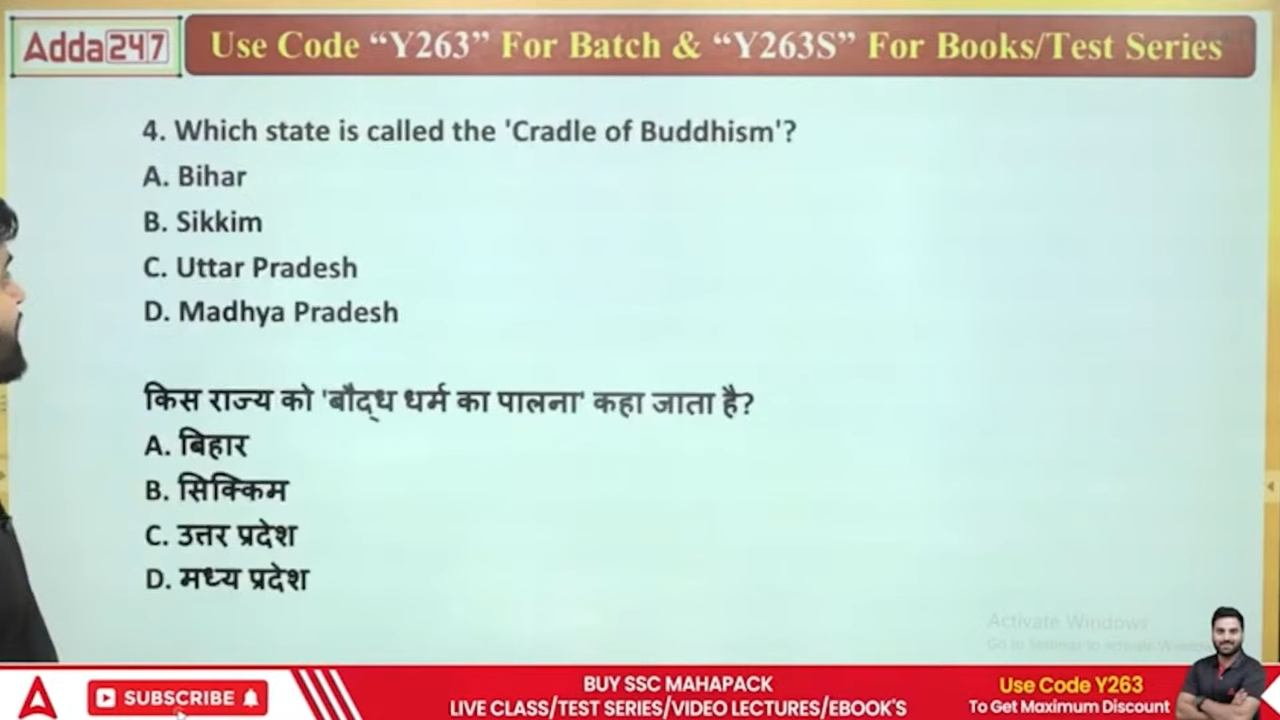 Adda247
Use Code “Y263” For Batch & “Y263S” For Books/Test Series
4. Which state is called the 'Cradle of Buddhism'?
A. Bihar
B. Sikkim
C. Uttar Pradesh
D. Madhya Pradesh
किस राज्य को 'बौद्ध धर्म का पालना' कहा जाता है?
A. बिहार
B. सिक्किम
C. उत्तर प्रदेश
D. मध्य प्रदेश
Activate Windows
Go to Settings to activate Windows
SUBSCRIBE
BUY SSC MAHAPACK
LIVE CLASS/TEST SERIES/VIDEO LECTURES/EBOOK'S
Use Code Y263
To Get Maximum Discount